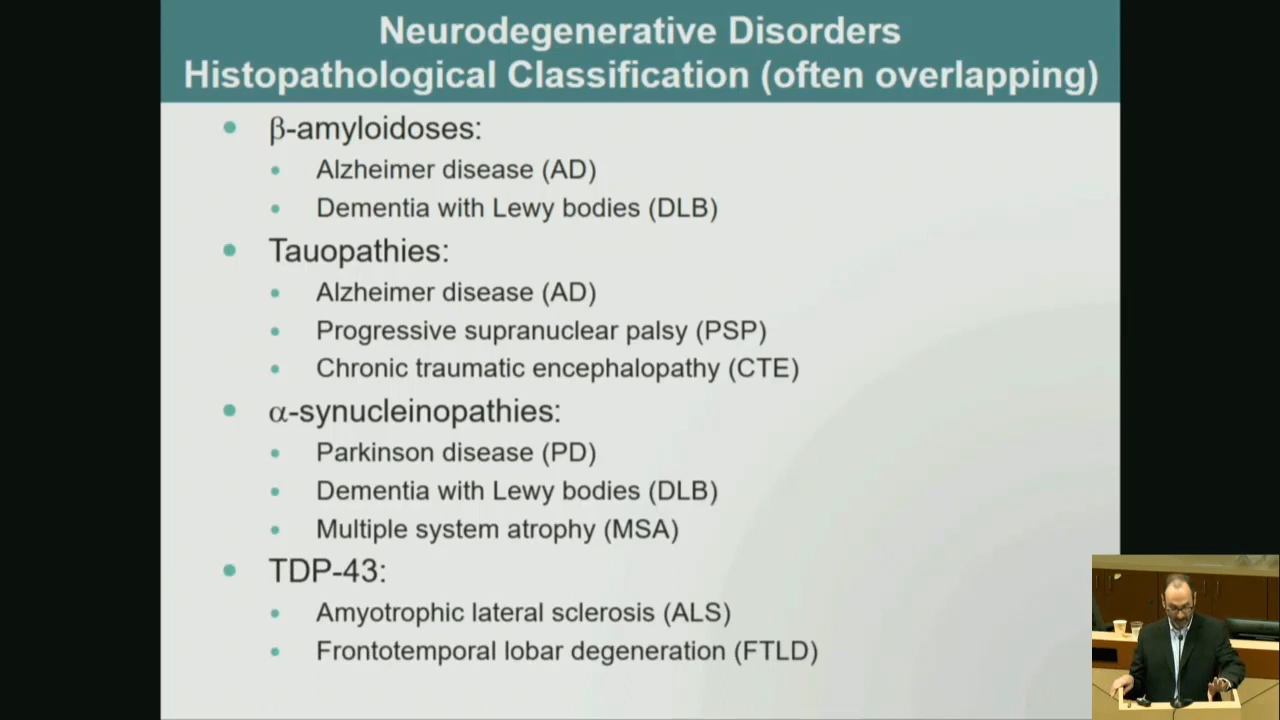 Neurodegenerative Disorders
Histopathological Classification (often overlapping)
β-amyloidoses:
Alzheimer disease (AD)
Dementia with Lewy bodies (DLB)
Tauopathies:
Alzheimer disease (AD)
Progressive supranuclear palsy (PSP)
Chronic traumatic encephalopathy (CTE)
α-synucleinopathies:
Parkinson disease (PD)
Dementia with Lewy bodies (DLB)
Multiple system atrophy (MSA)
TDP-43:
Amyotrophic lateral sclerosis (ALS)
Frontotemporal lobar degeneration (FTLD)